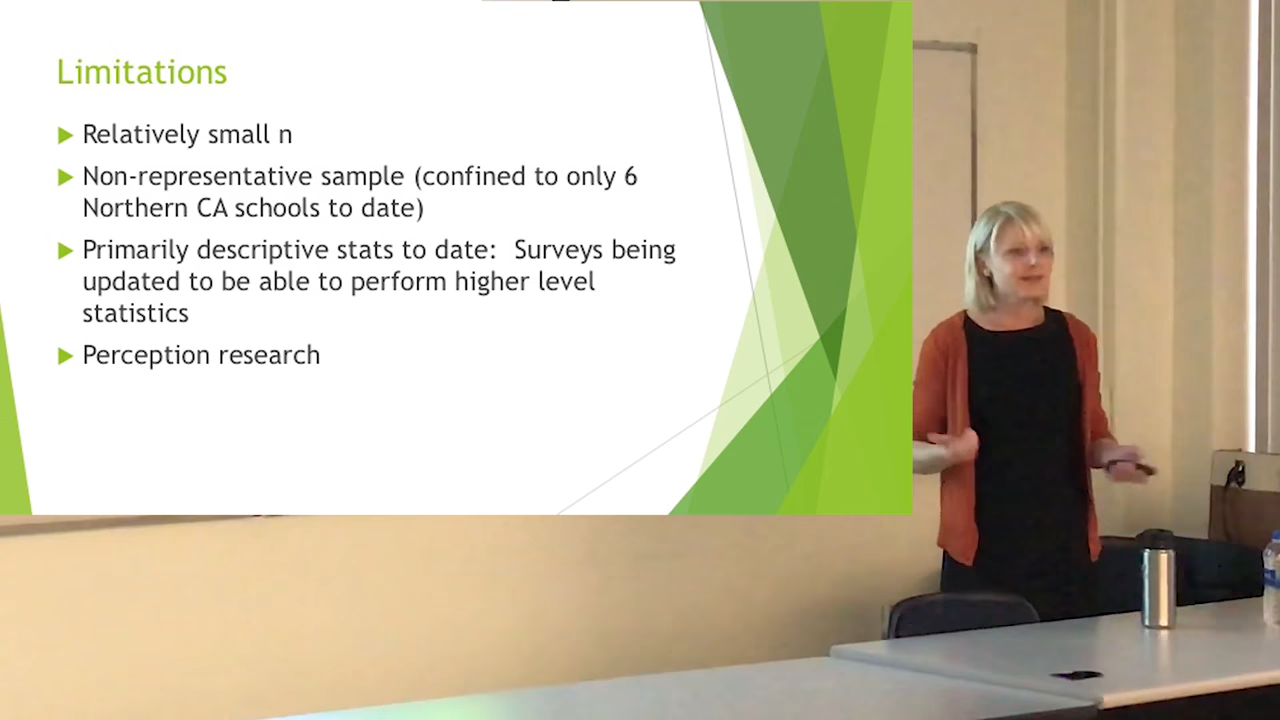 Limitations
Relatively small n
Non-representative sample (confined to only 6
Northern CA schools to date)
Primarily descriptive stats to date:  Surveys being
updated to be able to perform higher level
statistics
Perception research